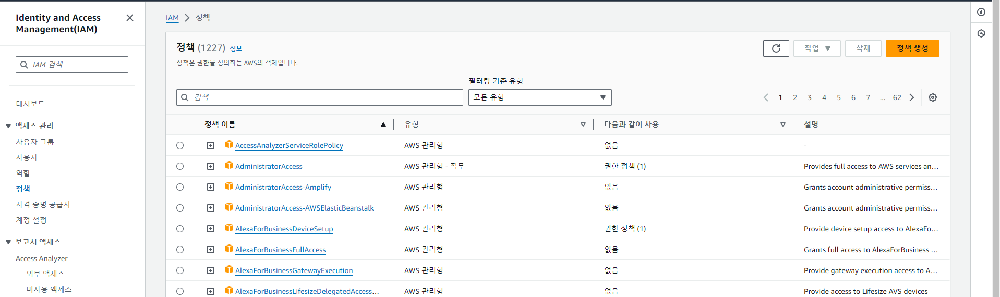 Identity and Access
Management(IAM)
IAM 검색
대시보드
액세스 관리
사용자 그룹
사용자
역할
정책
자격 증명 공급자
계정 설정
보고서 액세스
Access Analyzer
외부 액세스
미사용 액세스
IAM 정책
정책 (1227) 정보
작업 삭제 정책 생성
정책은 권한을 정의하는 AWS의 객체입니다.
필터링 기준 유형
검색 모든 유형 1 2 3 4 5 6 7 ... 62
정책 이름 유형 다음과 같이 사용 설명
AccessAnalyzerServiceRolePolicy AWS 관리형 없음 -
AdministratorAccess AWS 관리형 - 직무 권한 정책 (1) Provides full access to AWS services an...
AdministratorAccess-Amplify AWS 관리형 없음 Grants account administrative permiss...
AdministratorAccess-AWSElasticBeanstalk AWS 관리형 없음 Grants account administrative permiss...
AlexaForBusinessDeviceSetup AWS 관리형 권한 정책 (1) Provide device setup access to AlexaFo...
AlexaForBusinessFullAccess AWS 관리형 없음 Grants full access to AlexaForBusiness ...
AlexaForBusinessGatewayExecution AWS 관리형 없음 Provide gateway execution access to A...
AlexaForBusinessLifesizeDelegatedAccess... AWS 관리형 없음 Provide access to Lifesize AVS devices